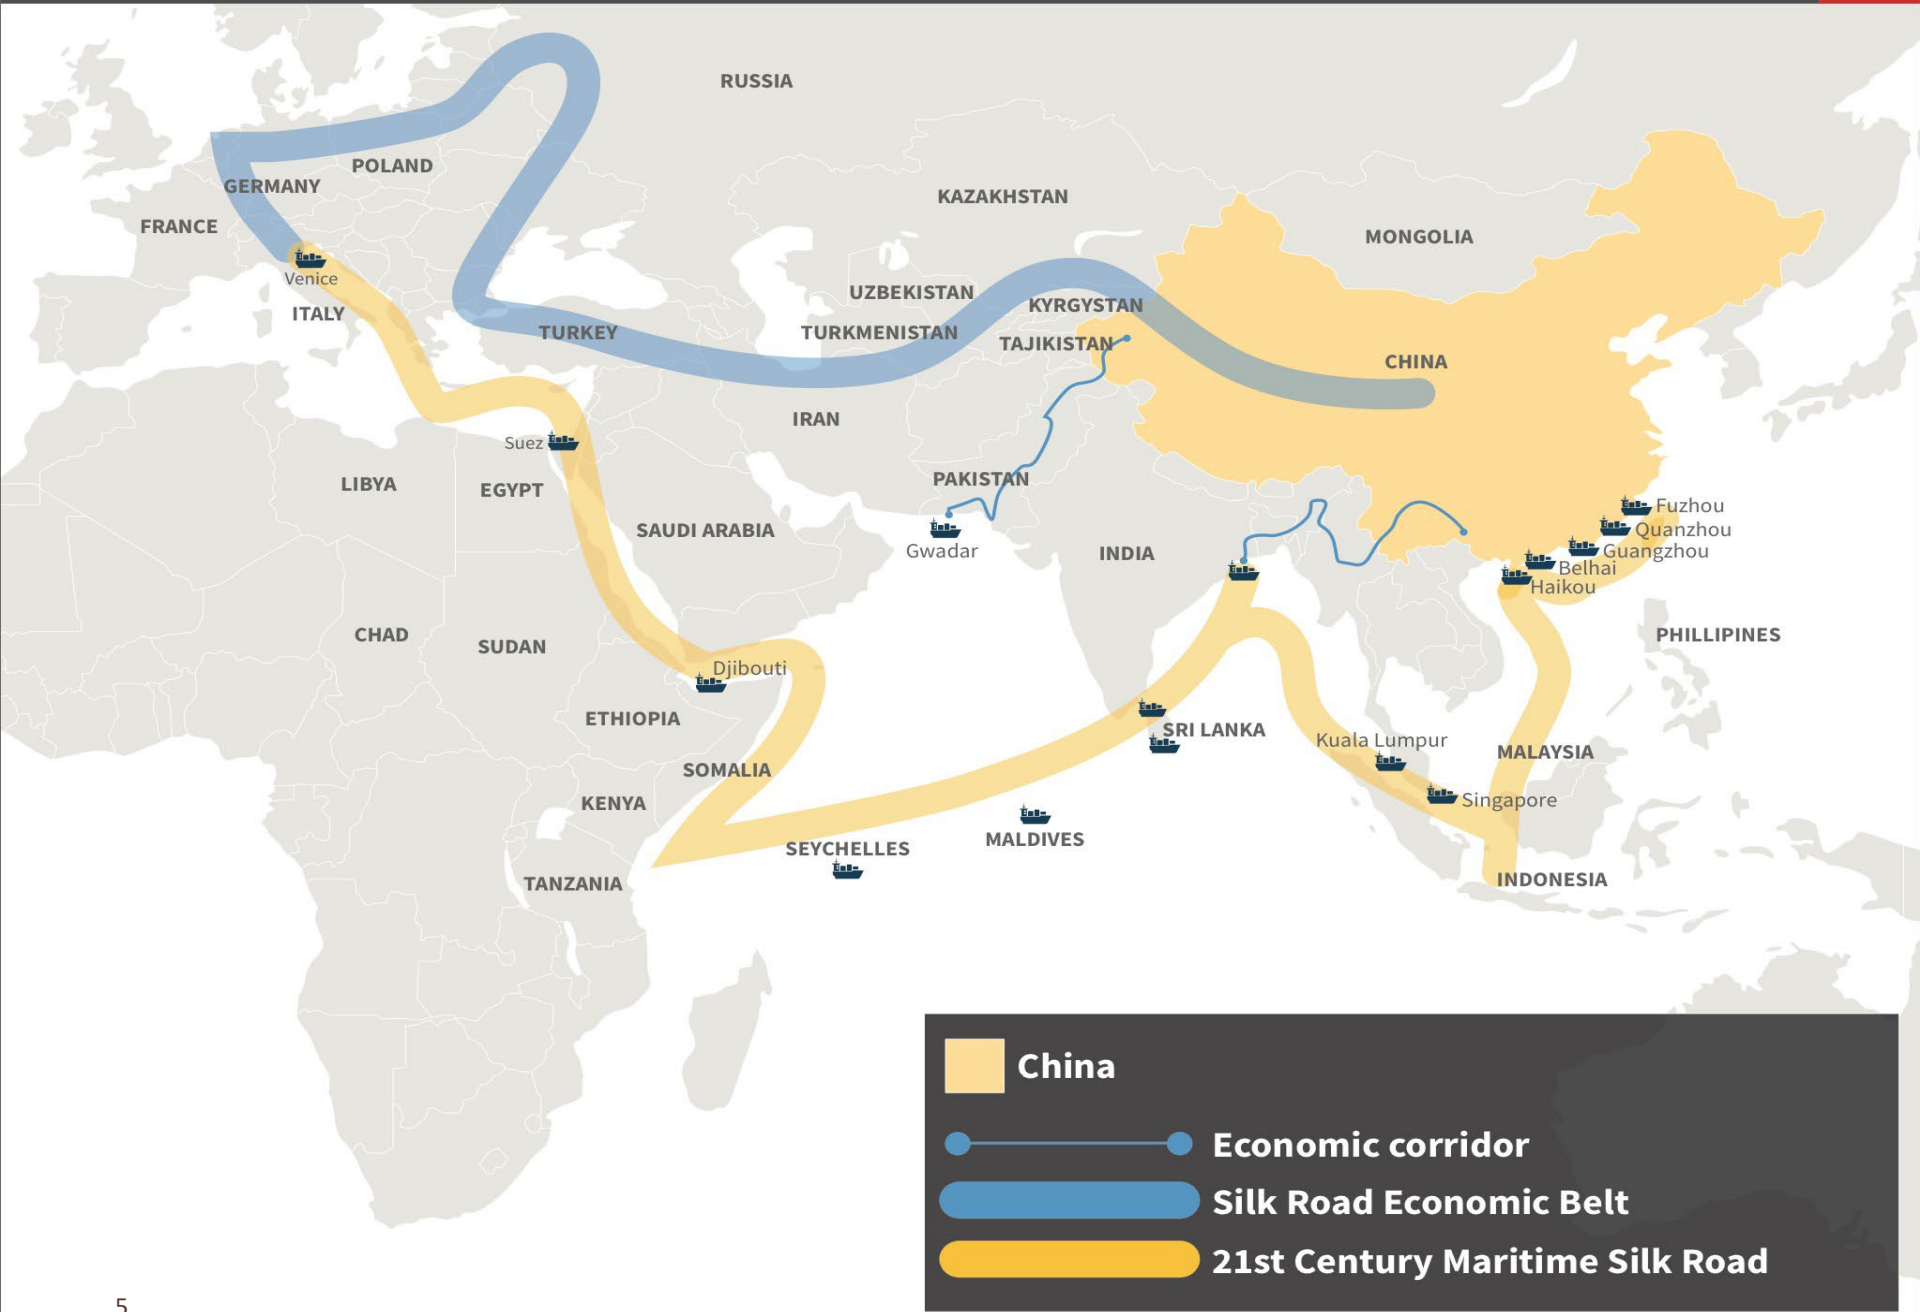 RUSSIA
POLAND
GERMANY
KAZAKHSTAN
FRANCE
MONGOLIA
Venice
UZBEKISTAN
KYRGYSTAN
ITALY
TURKEY
TURKMENISTAN
TAJIKISTAN
CHINA
IRAN
Suez
PAKISTAN
LIBYA
EGYPT
Fuzhou
SAUDI ARABIA
Quanzhou
Gwadar
INDIA
Guangzhou
Belhai
Haikou
CHAD
SUDAN
PHILLIPINES
Djibouti
ETHIOPIA
SRI LANKA
Kuala Lumpur
MALAYSIA
SOMALIA
KENYA
Singapore
MALDIVES
SEYCHELLES
TANZANIA
INDONESIA
China
Economic corridor
Silk Road Economic Belt
21st Century Maritime Silk Road
5